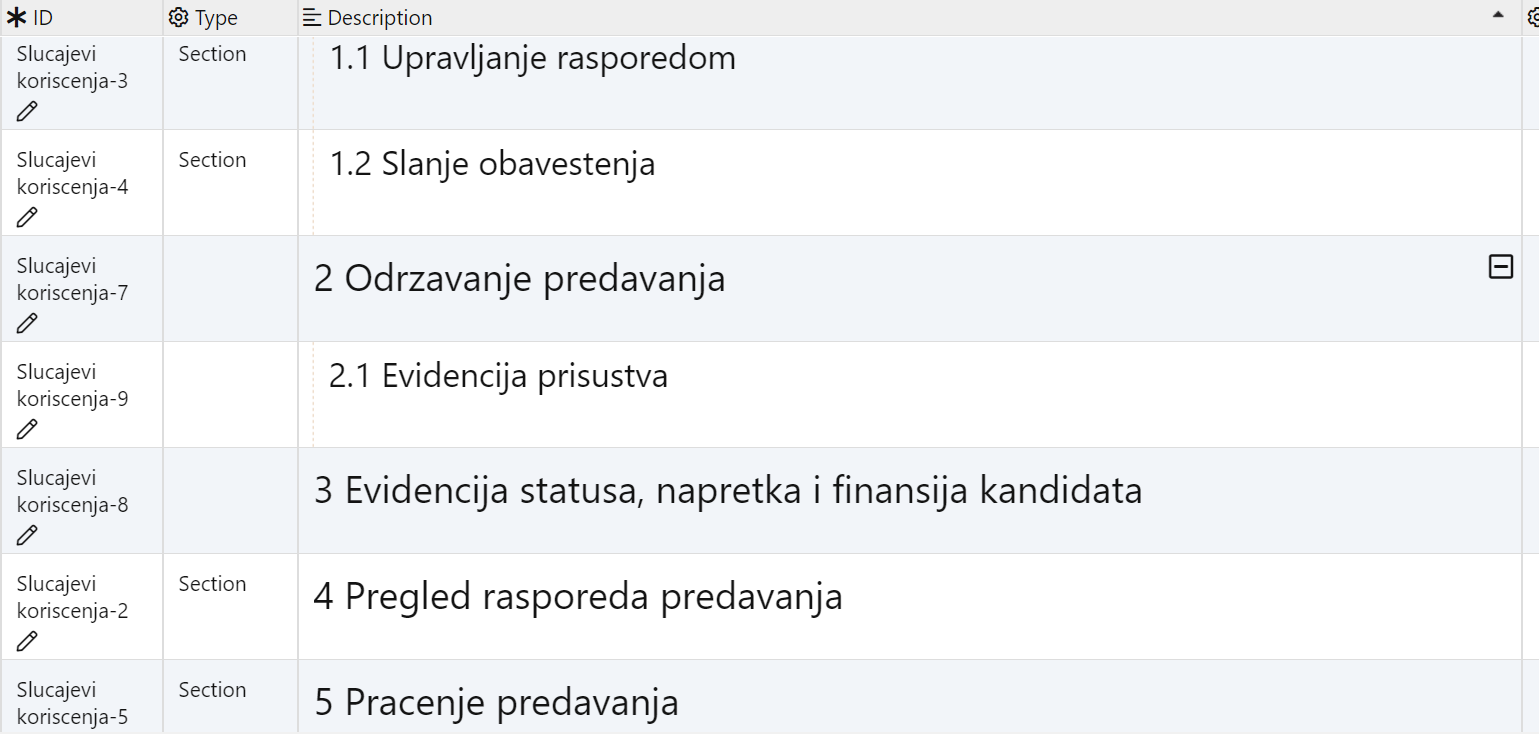 ID Type Description
Slucajevi koriscenja-3 Section 1.1 Upravljanje rasporedom
Slucajevi koriscenja-4 Section 1.2 Slanje obavestenja
Slucajevi koriscenja-7 2 Odrzavanje predavanja
Slucajevi koriscenja-9 2.1 Evidencija prisustva
Slucajevi koriscenja-8 3 Evidencija statusa, napretka i finansija kandidata
Slucajevi koriscenja-2 Section 4 Pregled rasporeda predavanja
Slucajevi koriscenja-5 Section 5 Pracenje predavanja